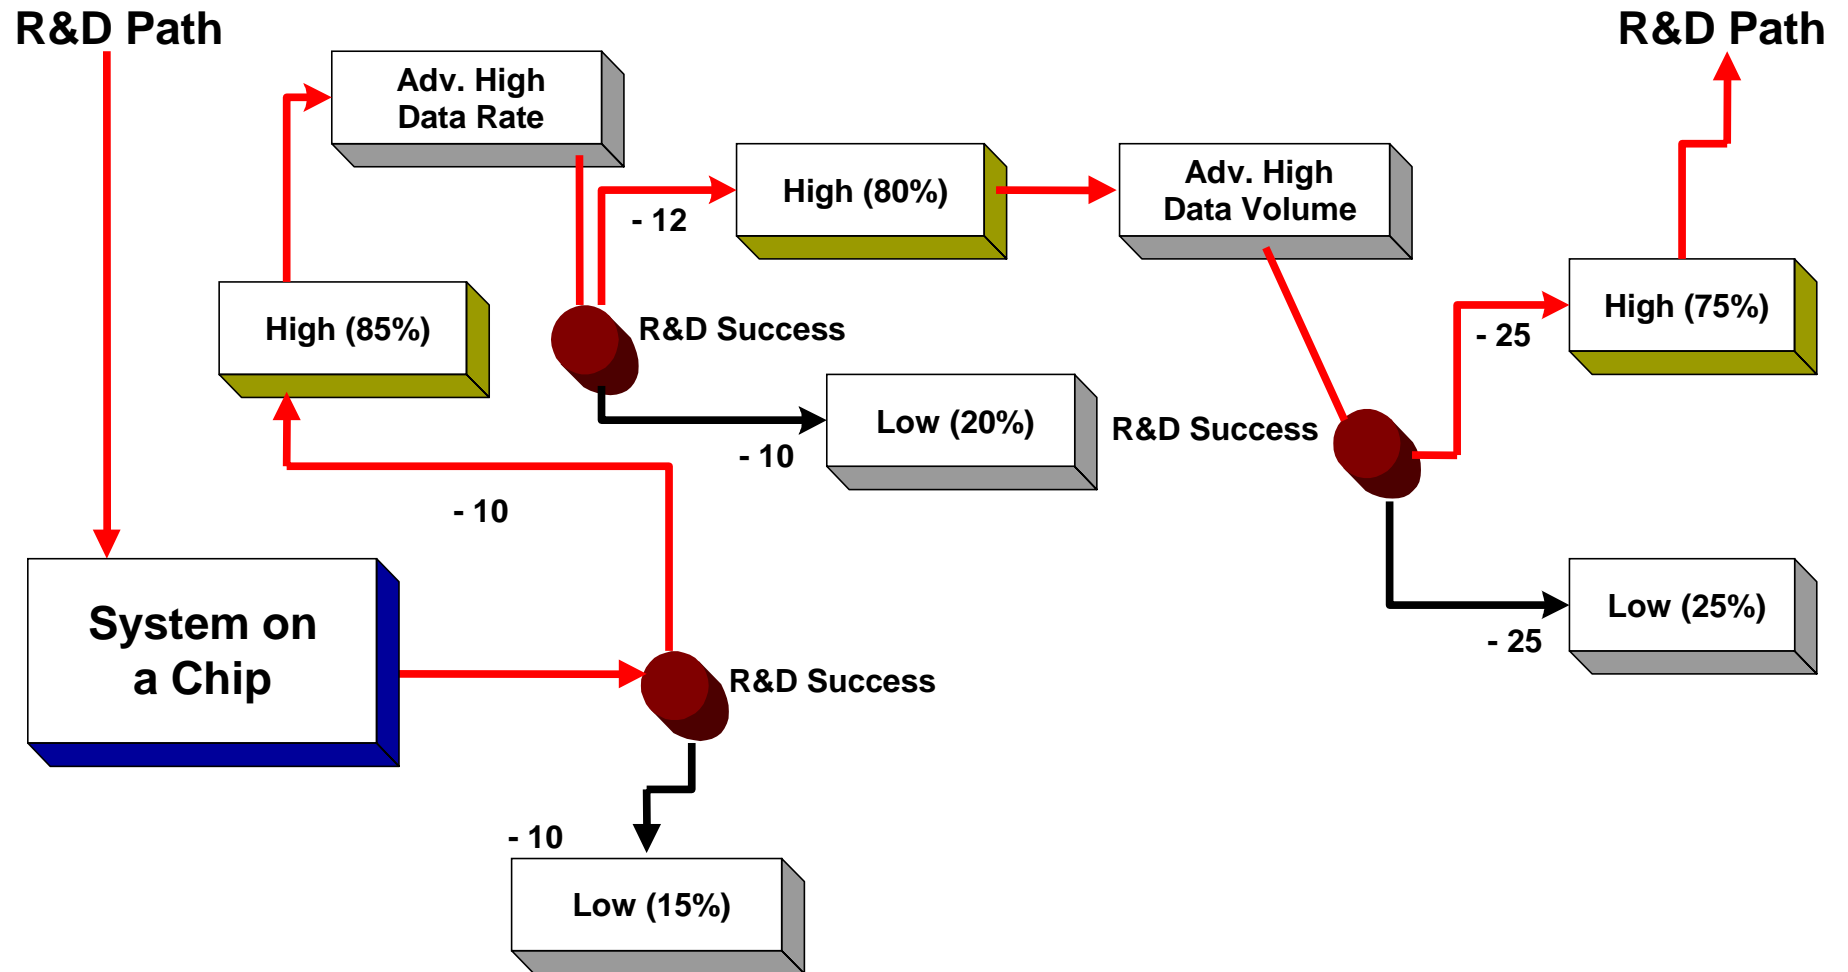 R&D Path
R&D Path
Adv. High
Data Rate
High (80%)
- 12
Adv. High
Data Volume
High (85%)
R&D Success
High (75%)
- 25
Low (20%)
- 10
R&D Success
- 10
System on
a Chip
R&D Success
Low (25%)
- 25
- 10
Low (15%)